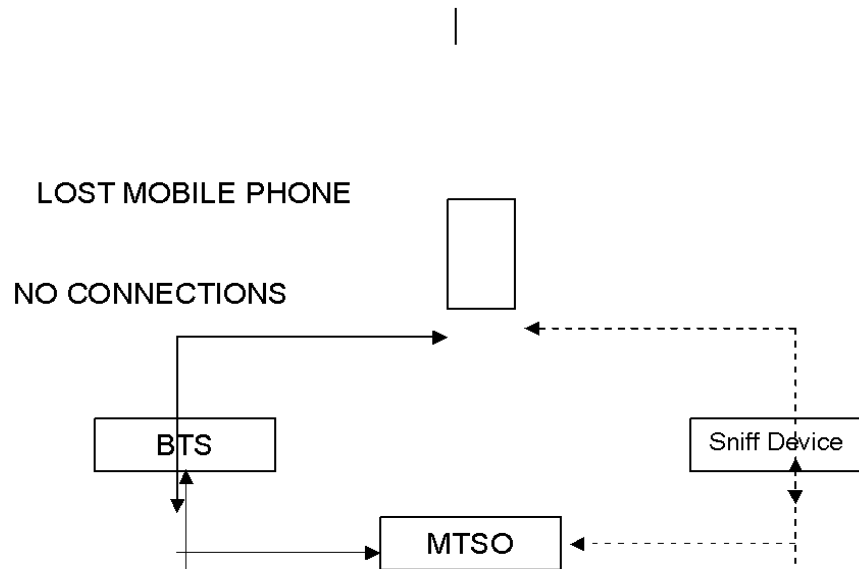 LOST MOBILE PHONE
NO CONNECTIONS
BTS
Sniff Device
MTSO